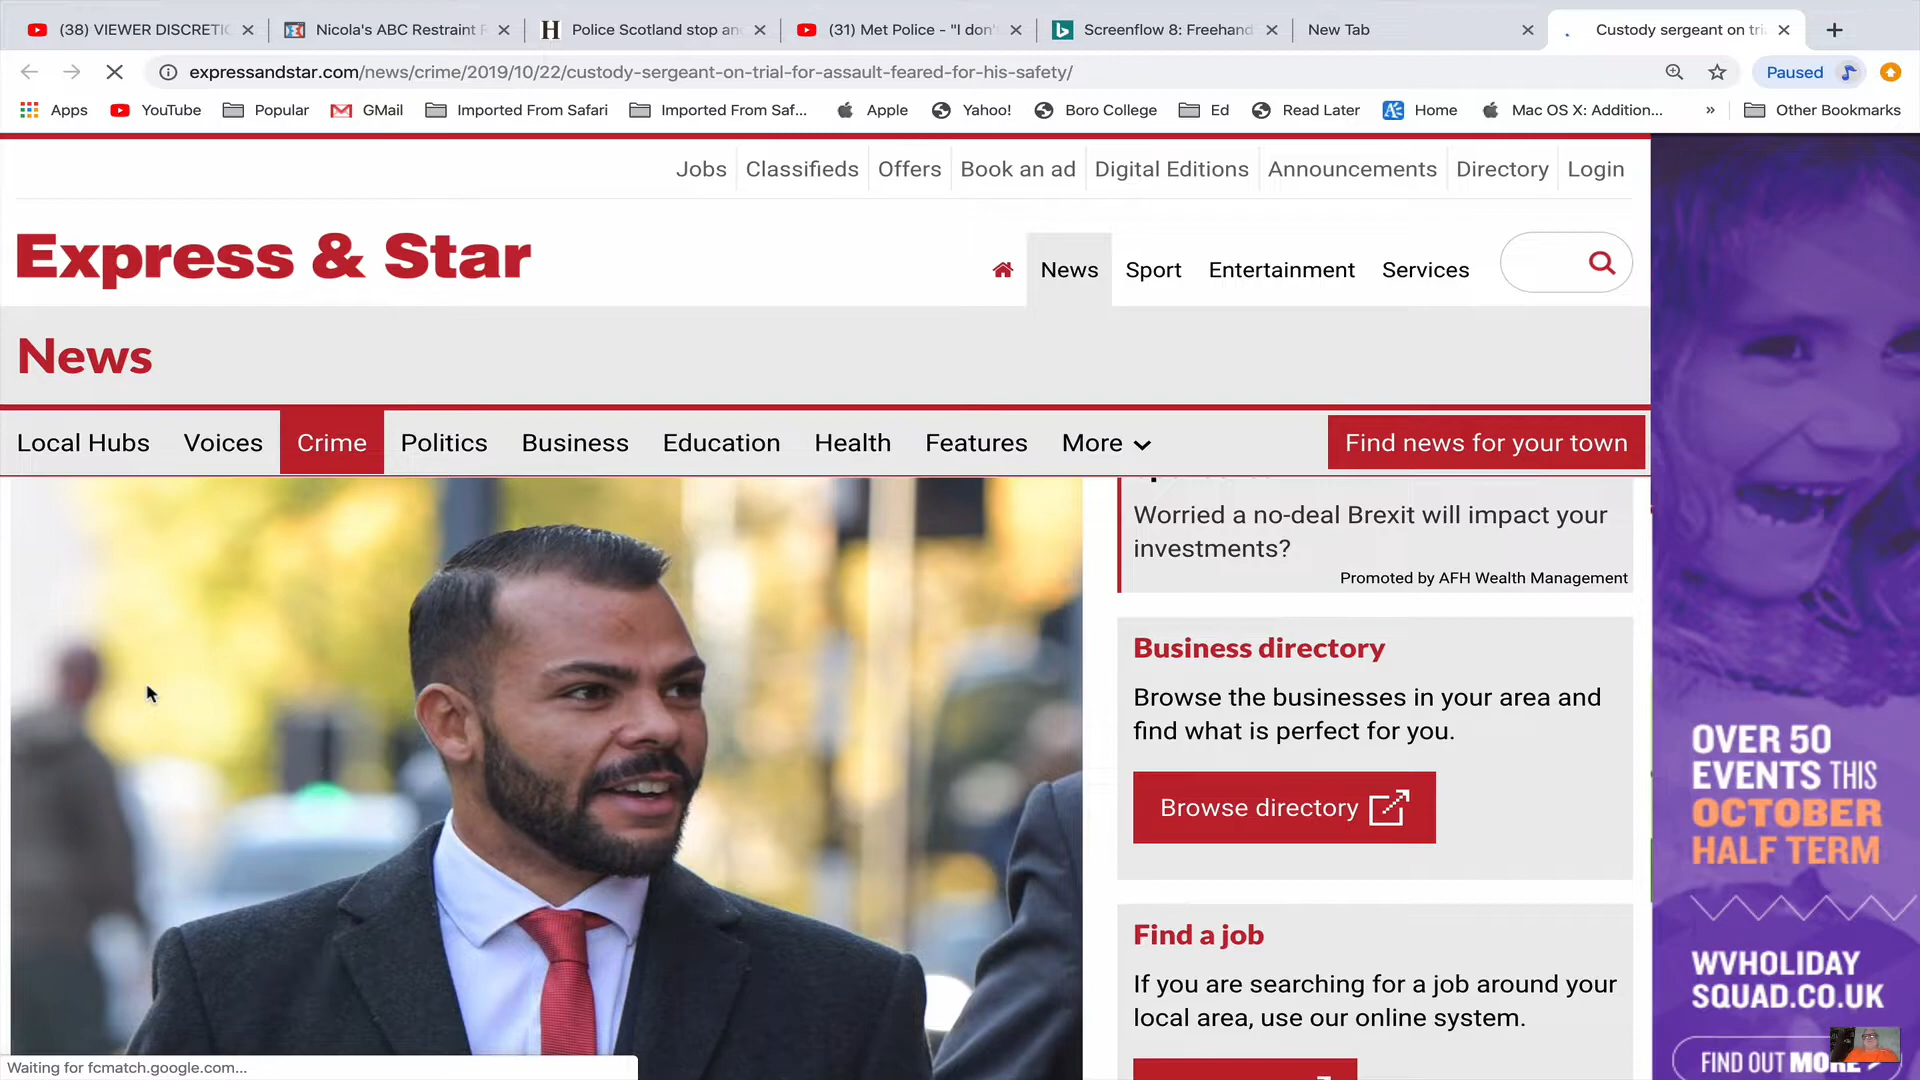 (38) VIEWER DISCRETIC
Nicola's ABC Restraint F
Police Scotland stop an
(31) Met Police - "I don'
Screenflow 8: Freehand
New Tab
Custody sergeant on tri
expressandstar.com/news/crime/2019/10/22/custody-sergeant-on-trial-for-assault-feared-for-his-safety/
Paused
Apps
YouTube
Popular
GMail
Imported From Safari
Imported From Saf...
Apple
Yahoo!
Boro College
Ed
Read Later
Home
Mac OS X: Addition...
»
Other Bookmarks
Jobs
Classifieds
Offers
Book an ad
Digital Editions
Announcements
Directory
Login
Express & Star
News
Sport
Entertainment
Services
News
Local Hubs
Voices
Crime
Politics
Business
Education
Health
Features
More
Find news for your town
Worried a no-deal Brexit will impact your
investments?
Promoted by AFH Wealth Management
Business directory
Browse the businesses in your area and
find what is perfect for you.
Browse directory
Find a job
If you are searching for a job around your
local area, use our online system.
OVER 50
EVENTS THIS
OCTOBER
HALF TERM
WVHOLIDAY
SQUAD.CO.UK
FIND OUT MORE
Waiting for fcmatch.google.com...